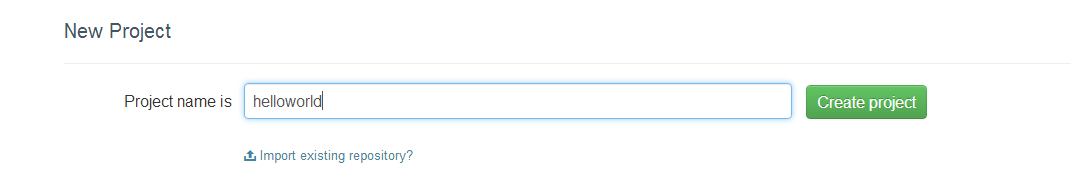 New Project
Project name is helloworld Create project
Import existing repository?